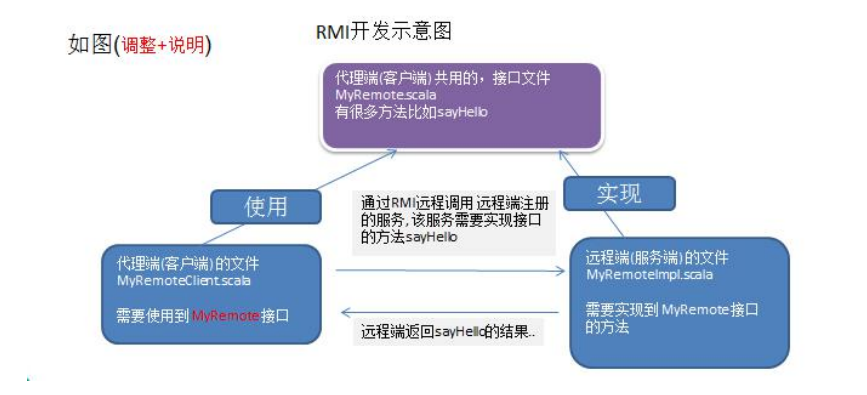 RMI开发示意图
如图(调整+说明)
代理端(客户端)共用的，接口文件
MyRemote.scala
有很多方法比如sayHello
使用
实现
通过RMI远程调用 远程端注册
的服务,该服务需要实现接口
的方法sayHello
代理端(客户端)的文件
MyRemoteClient.scala
需要使用到 MyRemote接口
远程端(服务端)的文件
MyRemoteImpl.scala
需要实现到 MyRemote接口
的方法
远程端返回sayHello的结果..